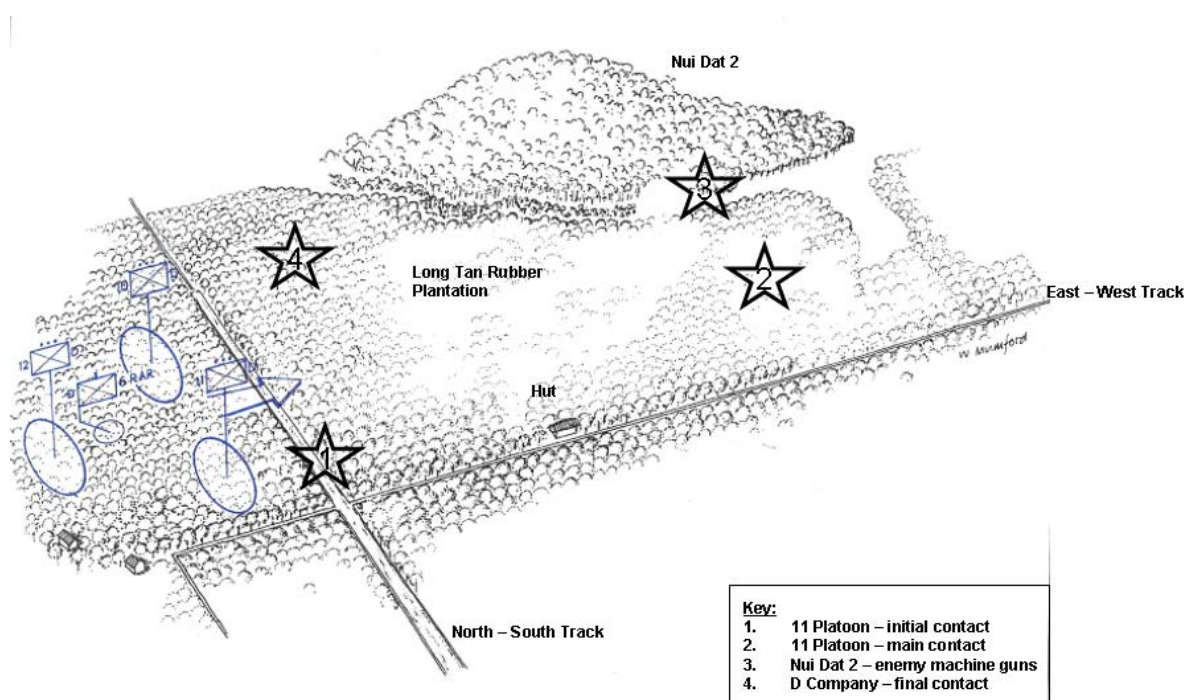 Nui Dat 2
3
4
Long Tan Rubber
Plantation
2
East – West Track
W Mumford
10 D
12 D
D 6 RAR
11
Hut
1
North – South Track
Key:
1. 11 Platoon – initial contact
2. 11 Platoon – main contact
3. Nui Dat 2 – enemy machine guns
4. D Company – final contact